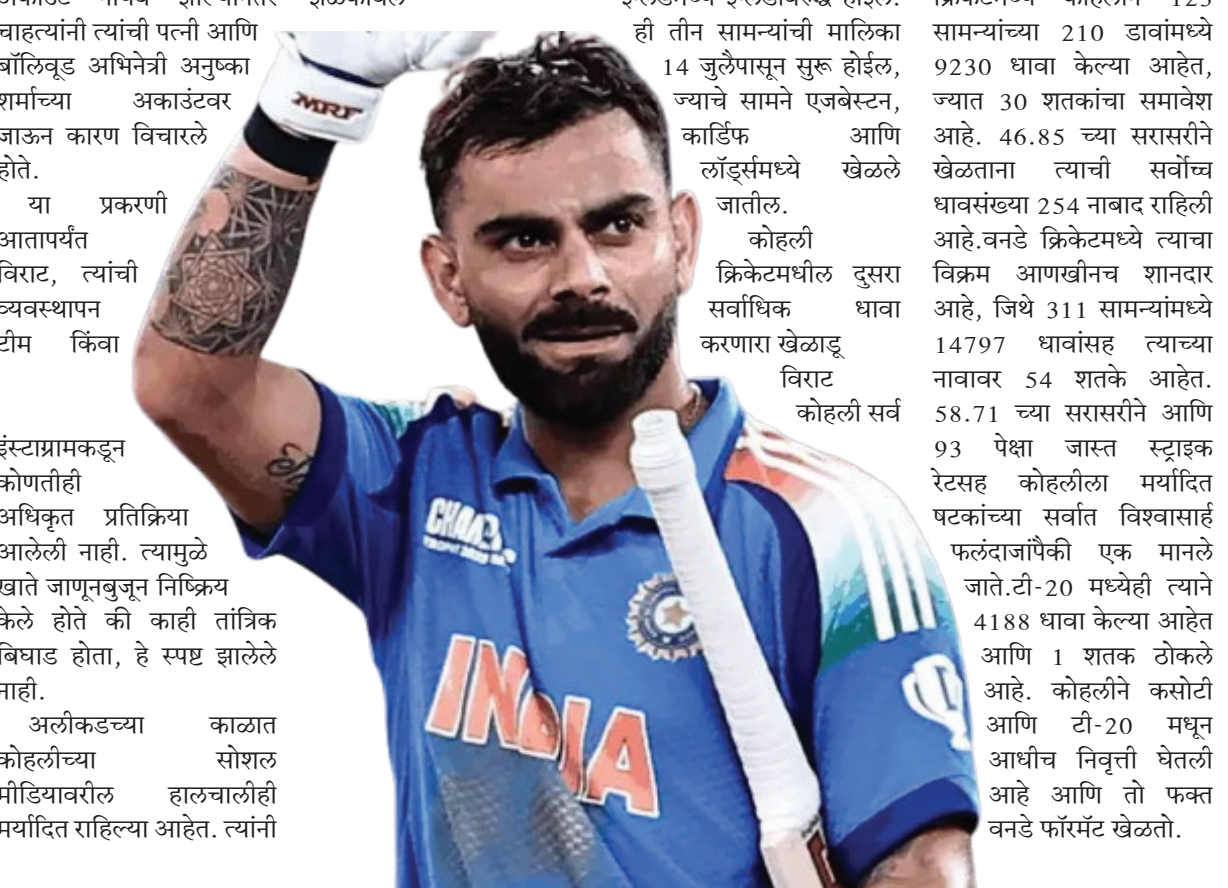 चाहत्यांनी त्यांची पत्नी आणि
बॉलिवूड अभिनेत्री अनुष्का
शर्माच्या अकाउंटवर
जाऊन कारण विचारले
होते.
या प्रकरणी
आतापर्यंत
विराट, त्यांची
व्यवस्थापन
टीम किंवा
इंस्टाग्रामकडून
कोणतीही
अधिकृत प्रतिक्रिया
आलेली नाही. त्यामुळे
खाते जाणूनबुजून निष्क्रिय
केले होते की काही तांत्रिक
बिघाड होता, हे स्पष्ट झालेले
नाही.
अलीकडच्या काळात
कोहलीच्या सोशल
मीडियावरील हालचालीही
मर्यादित राहिल्या आहेत. त्यांनी
ही तीन सामन्यांची मालिका
14 जुलैपासून सुरू होईल,
ज्याचे सामने एजबेस्टन,
कार्डिफ आणि
लॉर्ड्समध्ये खेळले
जातील.
कोहली
क्रिकेटमधील दुसरा
सर्वाधिक धावा
करणारा खेळाडू
विराट
कोहली सर्व
सामन्यांच्या 210 डावांमध्ये
9230 धावा केल्या आहेत,
ज्यात 30 शतकांचा समावेश
आहे. 46.85 च्या सरासरीने
खेळताना त्याची सर्वोच्च
धावसंख्या 254 नाबाद राहिली
आहे.वनडे क्रिकेटमध्ये त्याचा
विक्रम आणखीनच शानदार
आहे, जिथे 311 सामन्यांमध्ये
14797 धावांसह त्याच्या
नावावर 54 शतके आहेत.
58.71 च्या सरासरीने आणि
93 पेक्षा जास्त स्ट्राइक
रेटसह कोहलीला मर्यादित
षटकांच्या सर्वात विश्वासार्ह
फलंदाजांपैकी एक मानले
जाते.टी-20 मध्येही त्याने
4188 धावा केल्या आहेत
आणि 1 शतक ठोकले
आहे. कोहलीने कसोटी
आणि टी-20 मधून
आधीच निवृत्ती घेतली
आहे आणि तो फक्त
वनडे फॉरमॅट खेळतो.
MRF
INDIA